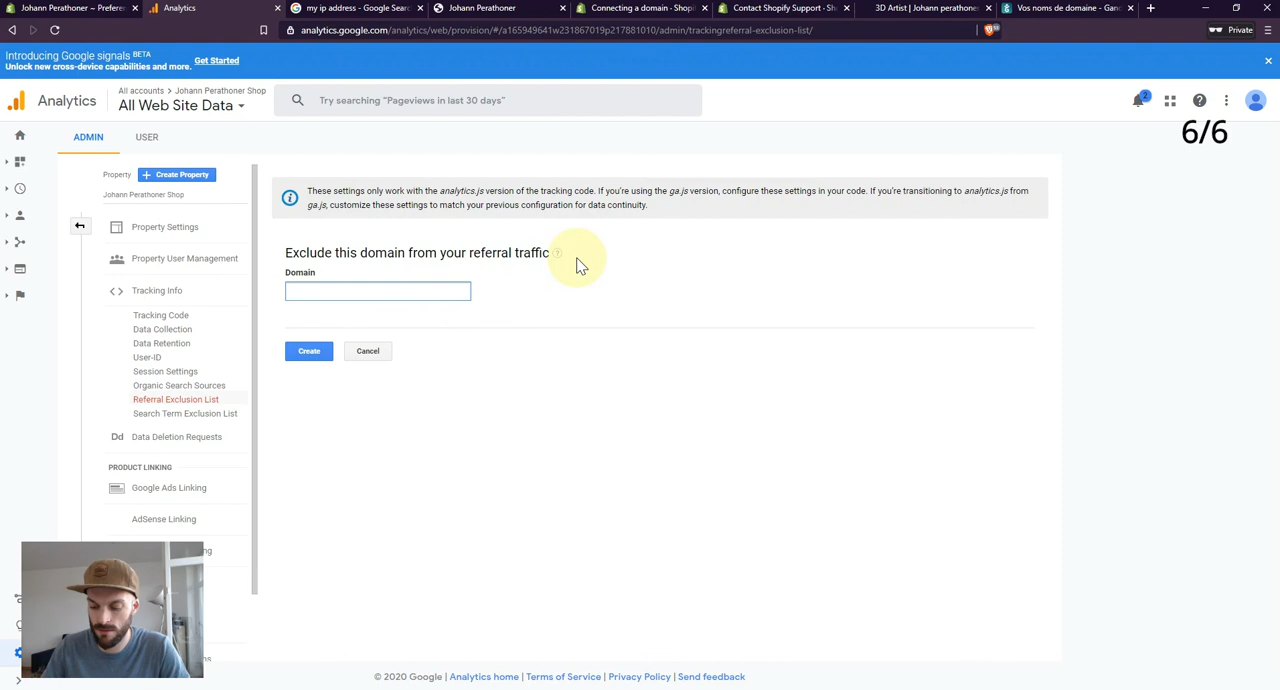 Johann Perathoner ~ Preferen
Analytics
my ip address - Google Searc
Johann Perathoner
Connecting a domain · Shopi
Contact Shopify Support · Sh
3D Artist | Johann perathone
Vos noms de domaine - Gand
analytics.google.com/analytics/web/provision/#/a165949641w231867019p217881010/admin/trackingreferral-exclusion-list/
Private
Introducing Google signals BETA
Unlock new cross-device capabilities and more.
Get Started
Analytics
All accounts > Johann Perathoner Shop
All Web Site Data
Try searching "Pageviews in last 30 days"
2
6/6
ADMIN
USER
Property
+ Create Property
Johann Perathoner Shop
Property Settings
Property User Management
Tracking Info
Tracking Code
Data Collection
Data Retention
User-ID
Session Settings
Organic Search Sources
Referral Exclusion List
Search Term Exclusion List
Dd Data Deletion Requests
PRODUCT LINKING
Google Ads Linking
AdSense Linking
These settings only work with the analytics.js version of the tracking code. If you're using the ga.js version, configure these settings in your code. If you're transitioning to analytics.js from
ga.js, customize these settings to match your previous configuration for data continuity.
Exclude this domain from your referral traffic
Domain
Create
Cancel
© 2020 Google | Analytics home | Terms of Service | Privacy Policy | Send feedback